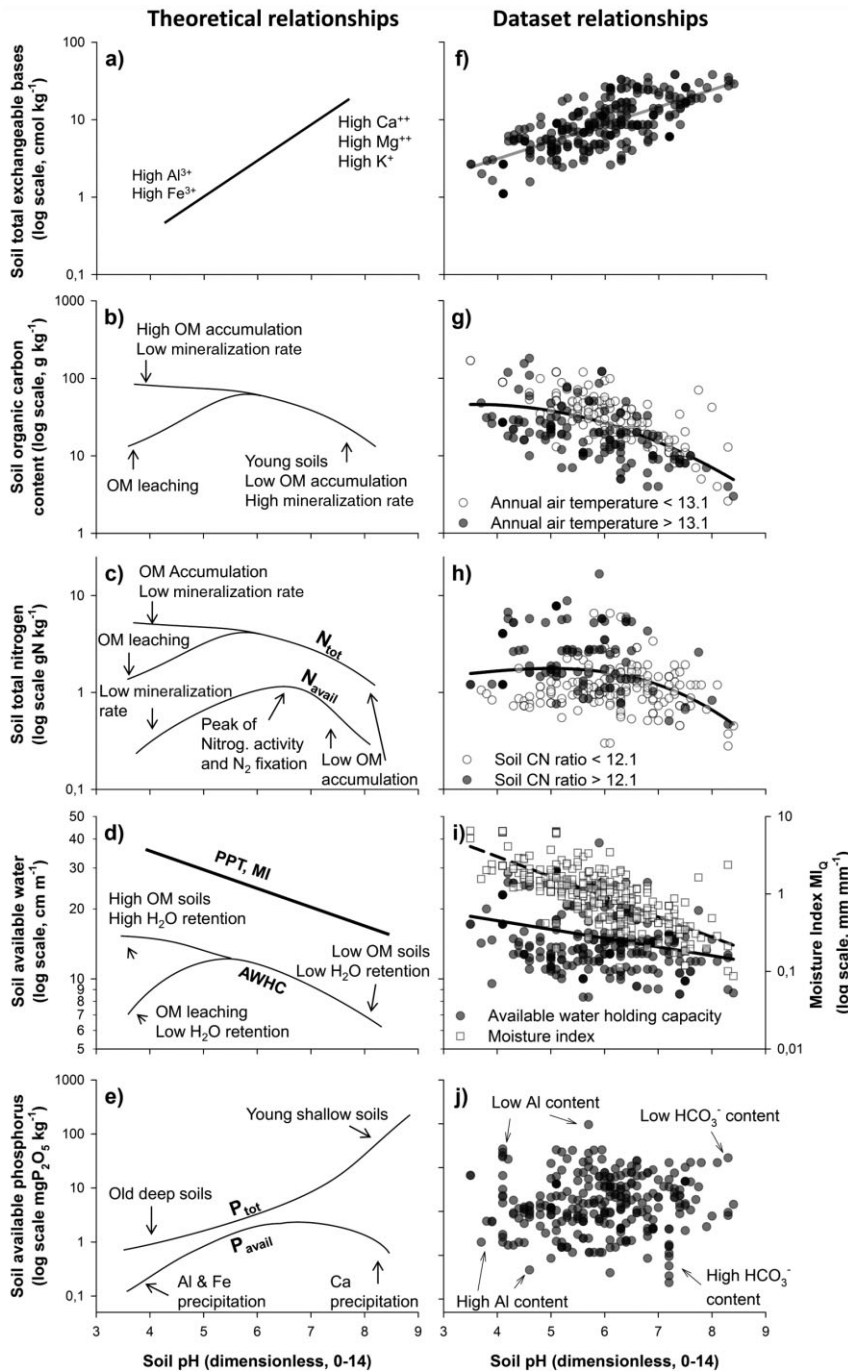 Theoretical relationships
Dataset relationships
Soil total exchangeable bases
(log scale, cmol kg⁻¹)
100
10
1
0,1
a)
High Al³⁺
High Fe³⁺
High Ca⁺⁺
High Mg⁺⁺
High K⁺
f)
Soil organic carbon
content (log scale, g kg⁻¹)
1000
100
10
1
b)
High OM accumulation
Low mineralization rate
OM leaching
Young soils
Low OM accumulation
High mineralization rate
g)
Annual air temperature < 13.1
Annual air temperature > 13.1
Soil total nitrogen
(log scale gN kg⁻¹)
10
1
0,1
c)
OM Accumulation
Low mineralization rate
OM leaching
Low mineralization
rate
N_tot
N_avail
Peak of
Nitrog. activity
and N₂ fixation
Low OM
accumulation
h)
Soil CN ratio < 12.1
Soil CN ratio > 12.1
Soil available water
(log scale, cm m⁻¹)
50
40
30
20
10
9
8
7
6
5
d)
PPT, MI
High OM soils
High H₂O retention
AWHC
Low OM soils
Low H₂O retention
OM leaching
Low H₂O retention
i)
Available water holding capacity
Moisture index
10
1
0,1
0,01
Moisture Index MI_Q
(log scale, mm mm⁻¹)
Soil available phosphorus
(log scale mgP₂O₅ kg⁻¹)
1000
100
10
1
0,1
e)
Young shallow soils
Old deep soils
P_tot
P_avail
Al & Fe
precipitation
Ca
precipitation
j)
Low Al content
Low HCO₃⁻
content
High Al content
High HCO₃⁻
content
3 4 5 6 7 8 9
4 5 6 7 8 9
Soil pH (dimensionless, 0-14)
Soil pH (dimensionless, 0-14)